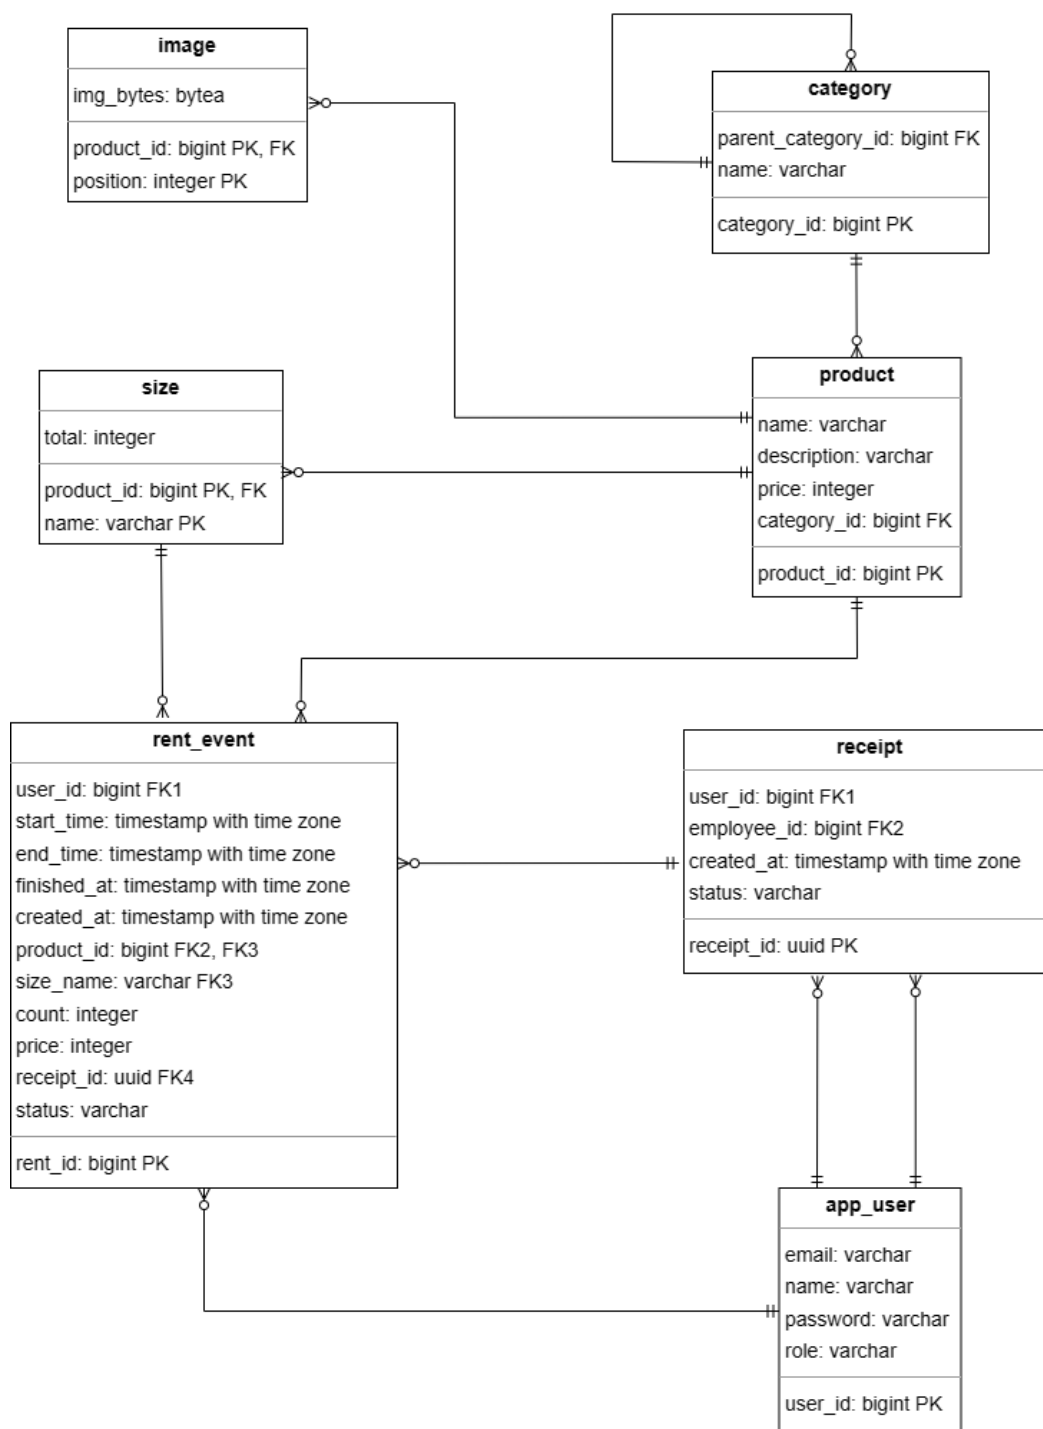 image
img_bytes: bytea
product_id: bigint PK, FK
position: integer PK
category
parent_category_id: bigint FK
name: varchar
category_id: bigint PK
size
total: integer
product_id: bigint PK, FK
name: varchar PK
product
name: varchar
description: varchar
price: integer
category_id: bigint FK
product_id: bigint PK
rent_event
user_id: bigint FK1
start_time: timestamp with time zone
end_time: timestamp with time zone
finished_at: timestamp with time zone
created_at: timestamp with time zone
product_id: bigint FK2, FK3
size_name: varchar FK3
count: integer
price: integer
receipt_id: uuid FK4
status: varchar
rent_id: bigint PK
receipt
user_id: bigint FK1
employee_id: bigint FK2
created_at: timestamp with time zone
status: varchar
receipt_id: uuid PK
app_user
email: varchar
name: varchar
password: varchar
role: varchar
user_id: bigint PK